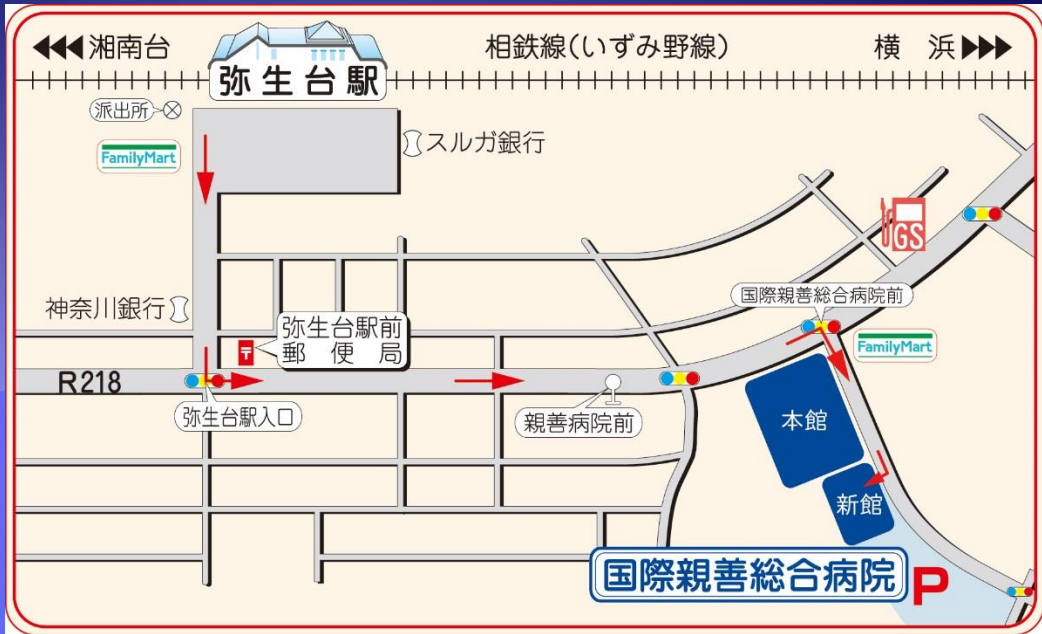 湘南台
弥生台駅
相鉄線(いずみ野線)
横 浜
派出所
FamilyMart
スルガ銀行
GS
神奈川銀行
弥生台駅前
郵 便 局
国際親善総合病院前
FamilyMart
R218
弥生台駅入口
親善病院前
本館
新館
国際親善総合病院
P